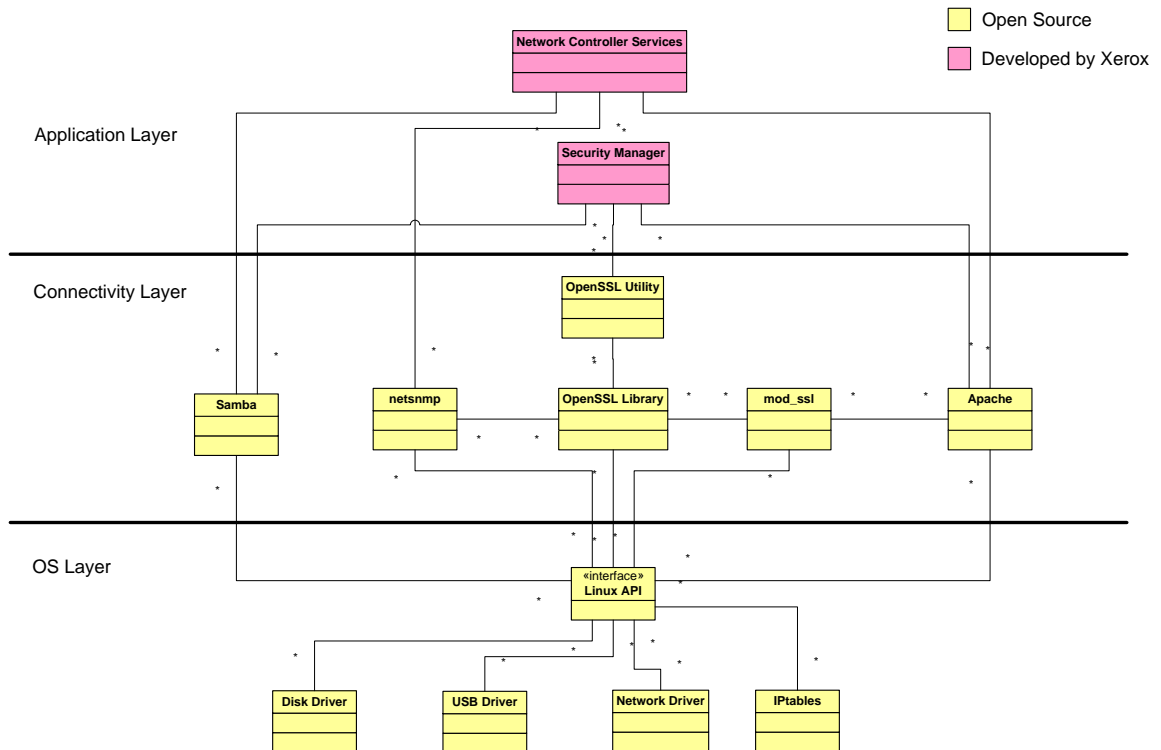 Open Source
Network Controller Services
Developed by Xerox
Application Layer
* * *
Security Manager
* * * *
*
Connectivity Layer
OpenSSL Utility
* * * * *
* *
*
Samba
netsnmp
OpenSSL Library
* *
mod_ssl
* *
Apache
* *
* * * * * *
* * * *
OS Layer
«interface»
Linux API
* *
*
* * * *
* * * *
Disk Driver
USB Driver
Network Driver
IPtables